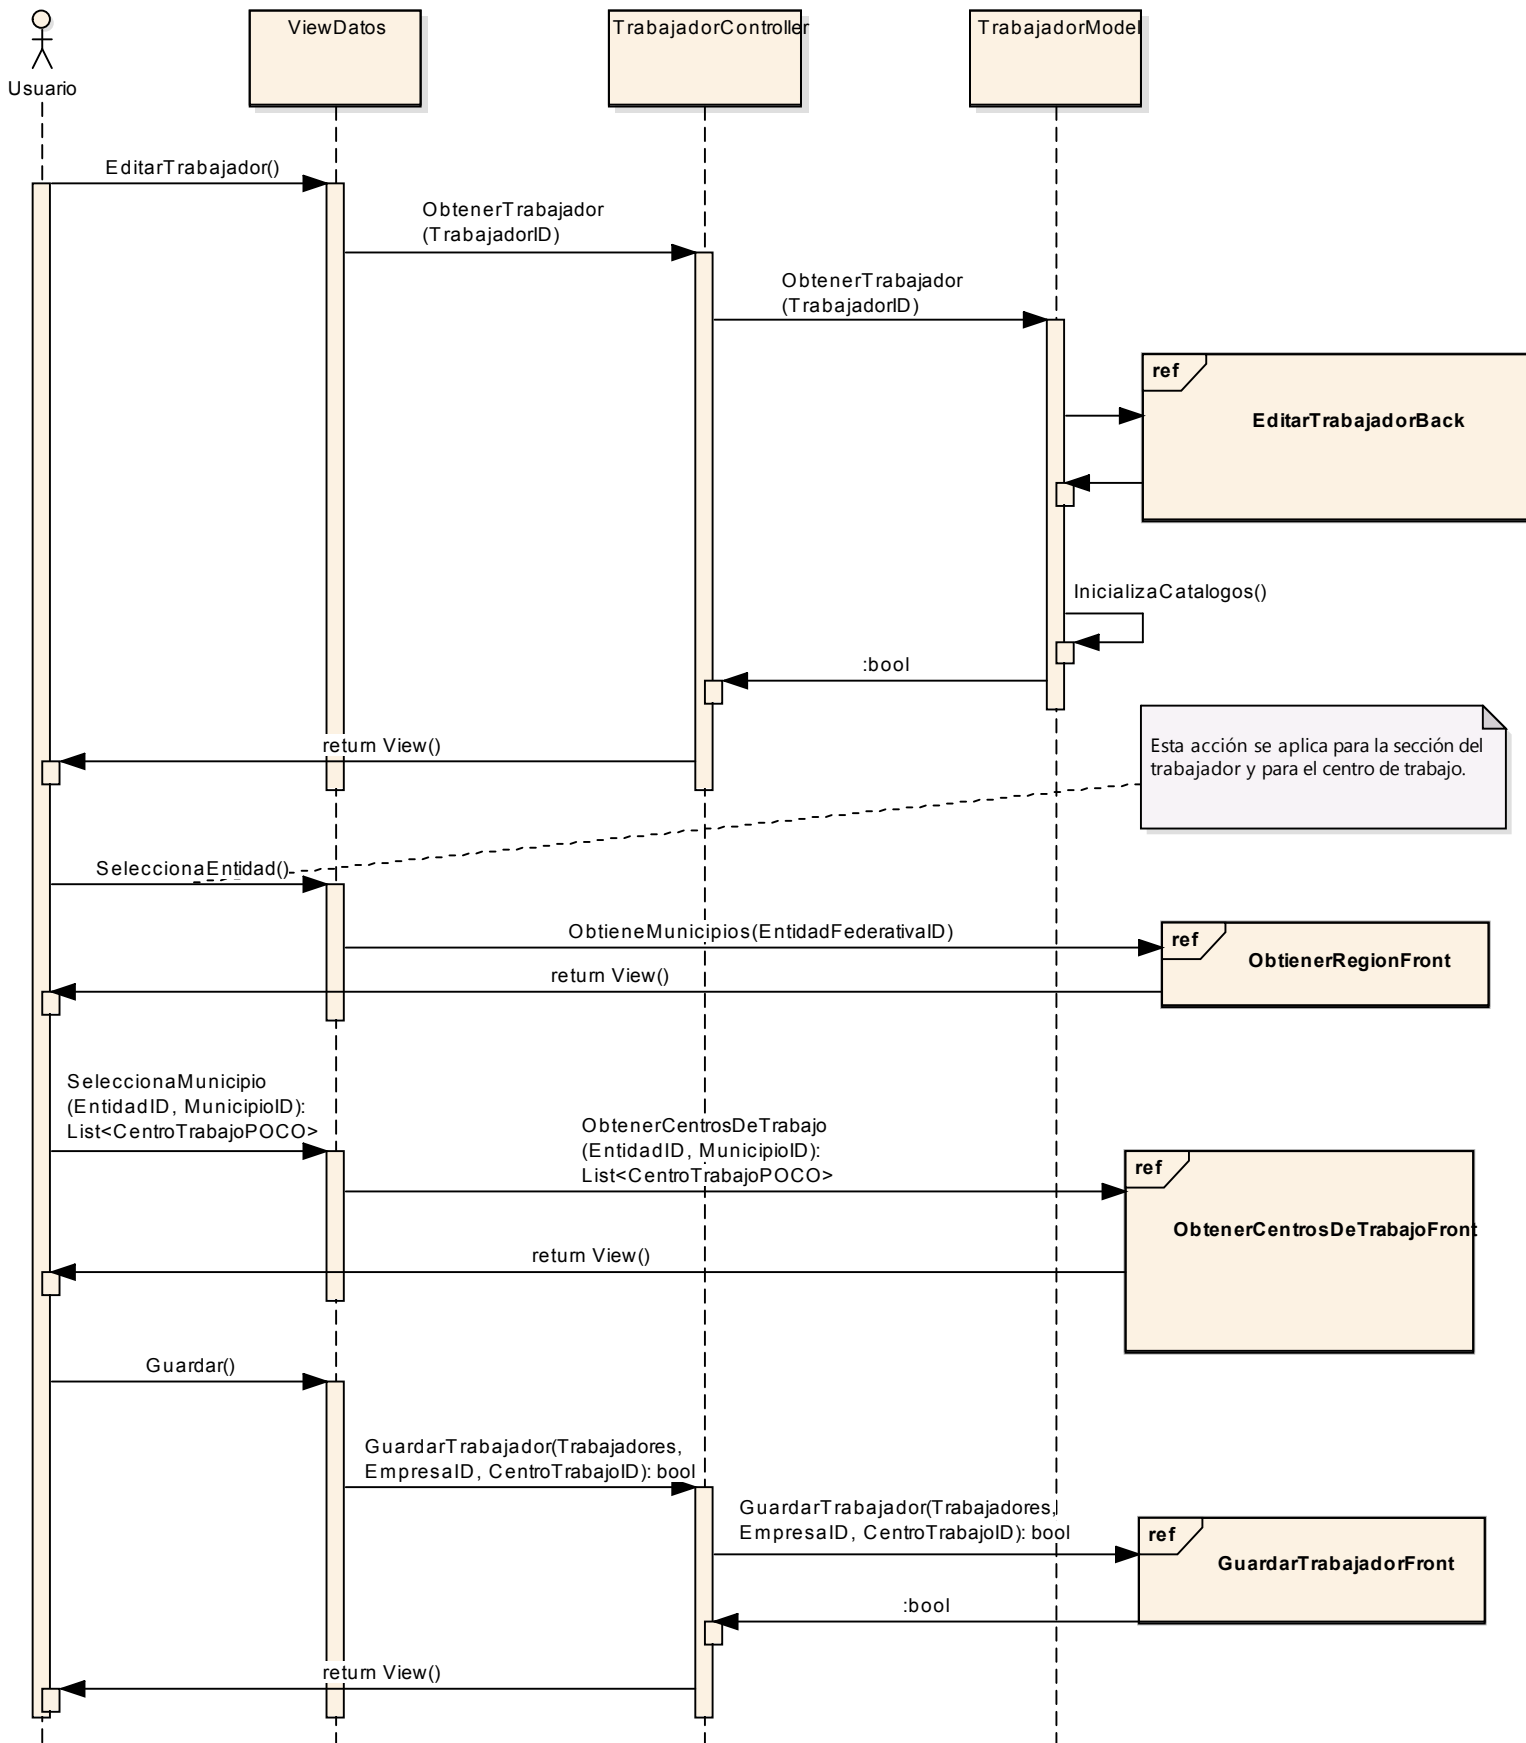 ViewDatos
TrabajadorController
TrabajadorModel
Usuario
EditarTrabajador()
ObtenerTrabajador
(TrabajadorID)
ObtenerTrabajador
(TrabajadorID)
ref
EditarTrabajadorBack
InicializaCatalogos()
:bool
return View()
Esta acción se aplica para la sección del
trabajador y para el centro de trabajo.
SeleccionaEntidad()
ObtieneMunicipios(EntidadFederativaID)
ref
ObtienerRegionFront
return View()
SeleccionaMunicipio
(EntidadID, MunicipioID):
List<CentroTrabajoPOCO>
ObtenerCentrosDeTrabajo
(EntidadID, MunicipioID):
List<CentroTrabajoPOCO>
ref
ObtenerCentrosDeTrabajoFront
return View()
Guardar()
GuardarTrabajador(Trabajadores,
EmpresaID, CentroTrabajoID): bool
GuardarTrabajador(Trabajadores,
EmpresaID, CentroTrabajoID): bool
ref
GuardarTrabajadorFront
:bool
return View()